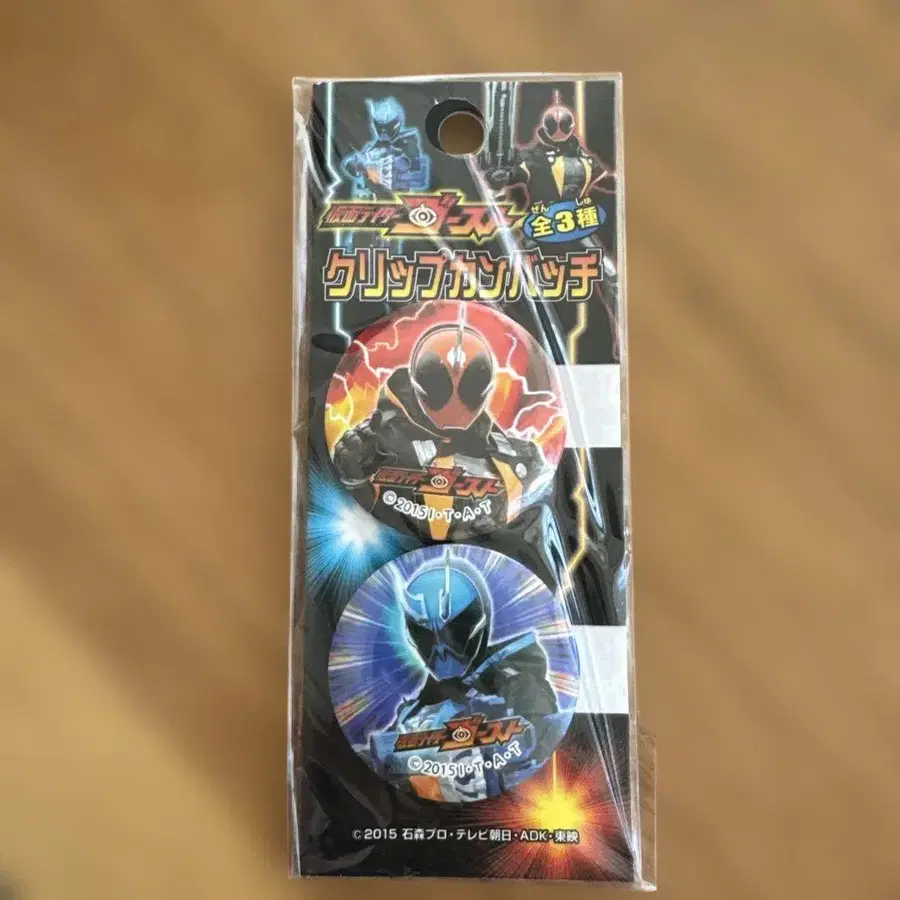 仮面ライダーゴースト
ぜん しゅ
全3種
クリップカンバッチ
仮面ライダーゴースト
©2015 I・T・A・T
仮面ライダーゴースト
©2015 I・T・A・T
©2015 石森プロ・テレビ朝日・ADK・東映